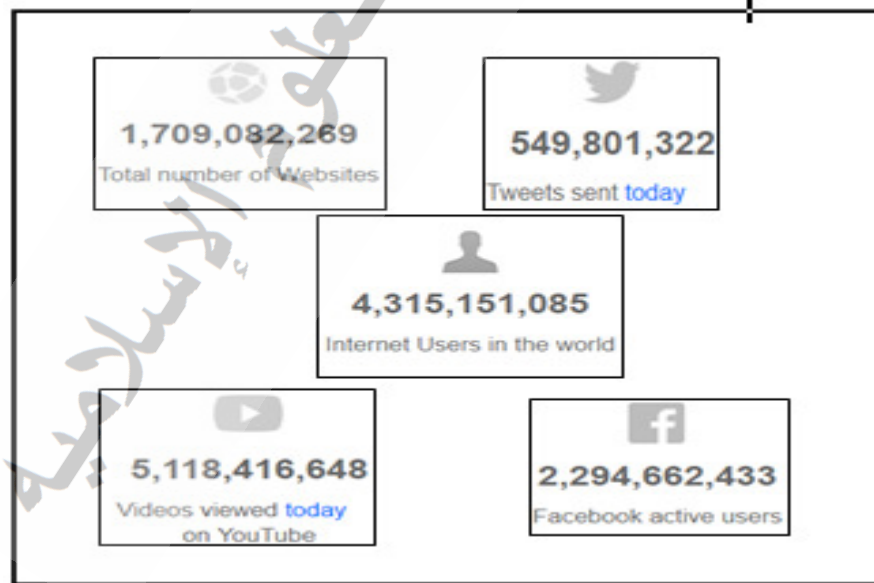 1,709,082,269
Total number of Websites
549,801,322
Tweets sent today
4,315,151,085
Internet Users in the world
5,118,416,648
Videos viewed today
on YouTube
2,294,662,433
Facebook active users
الإسلامية